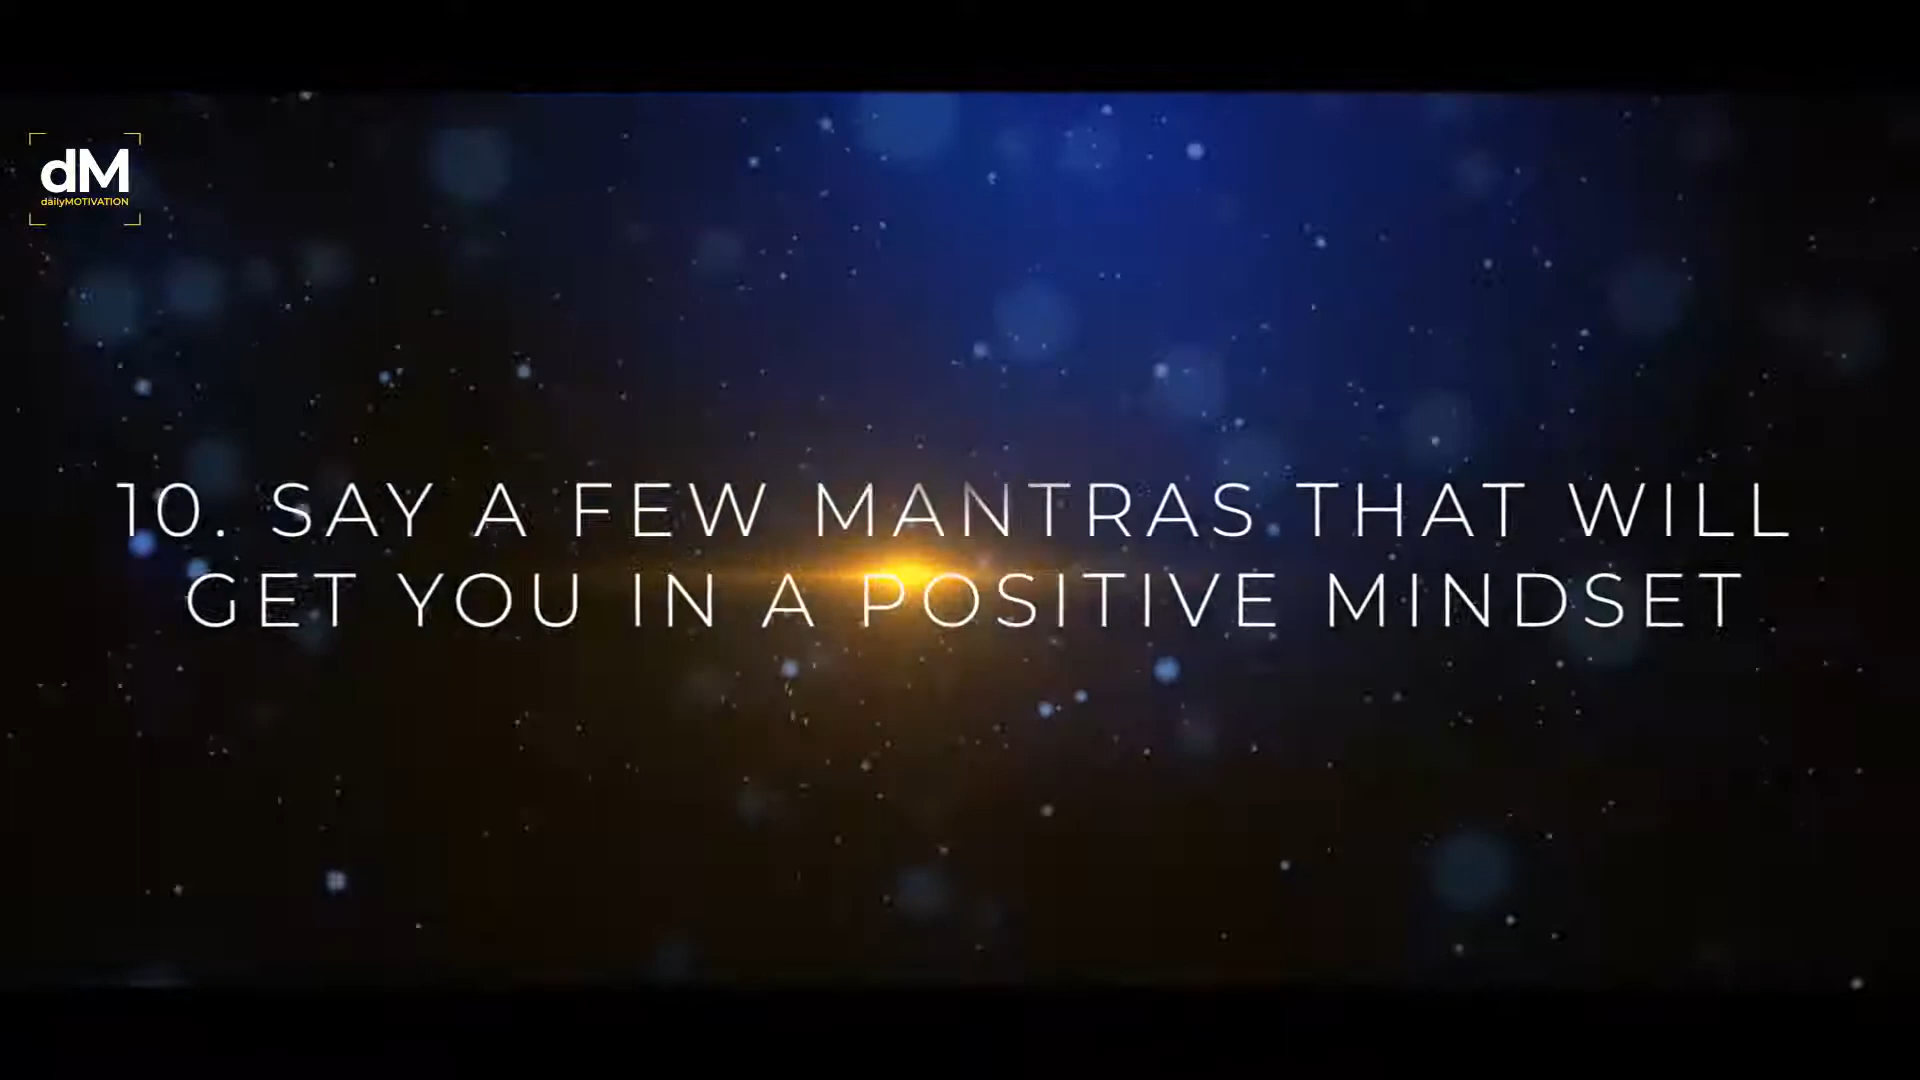 dM
dailyMOTIVATION
10. SAY A FEW MANTRAS THAT WILL
GET YOU IN A POSITIVE MINDSET